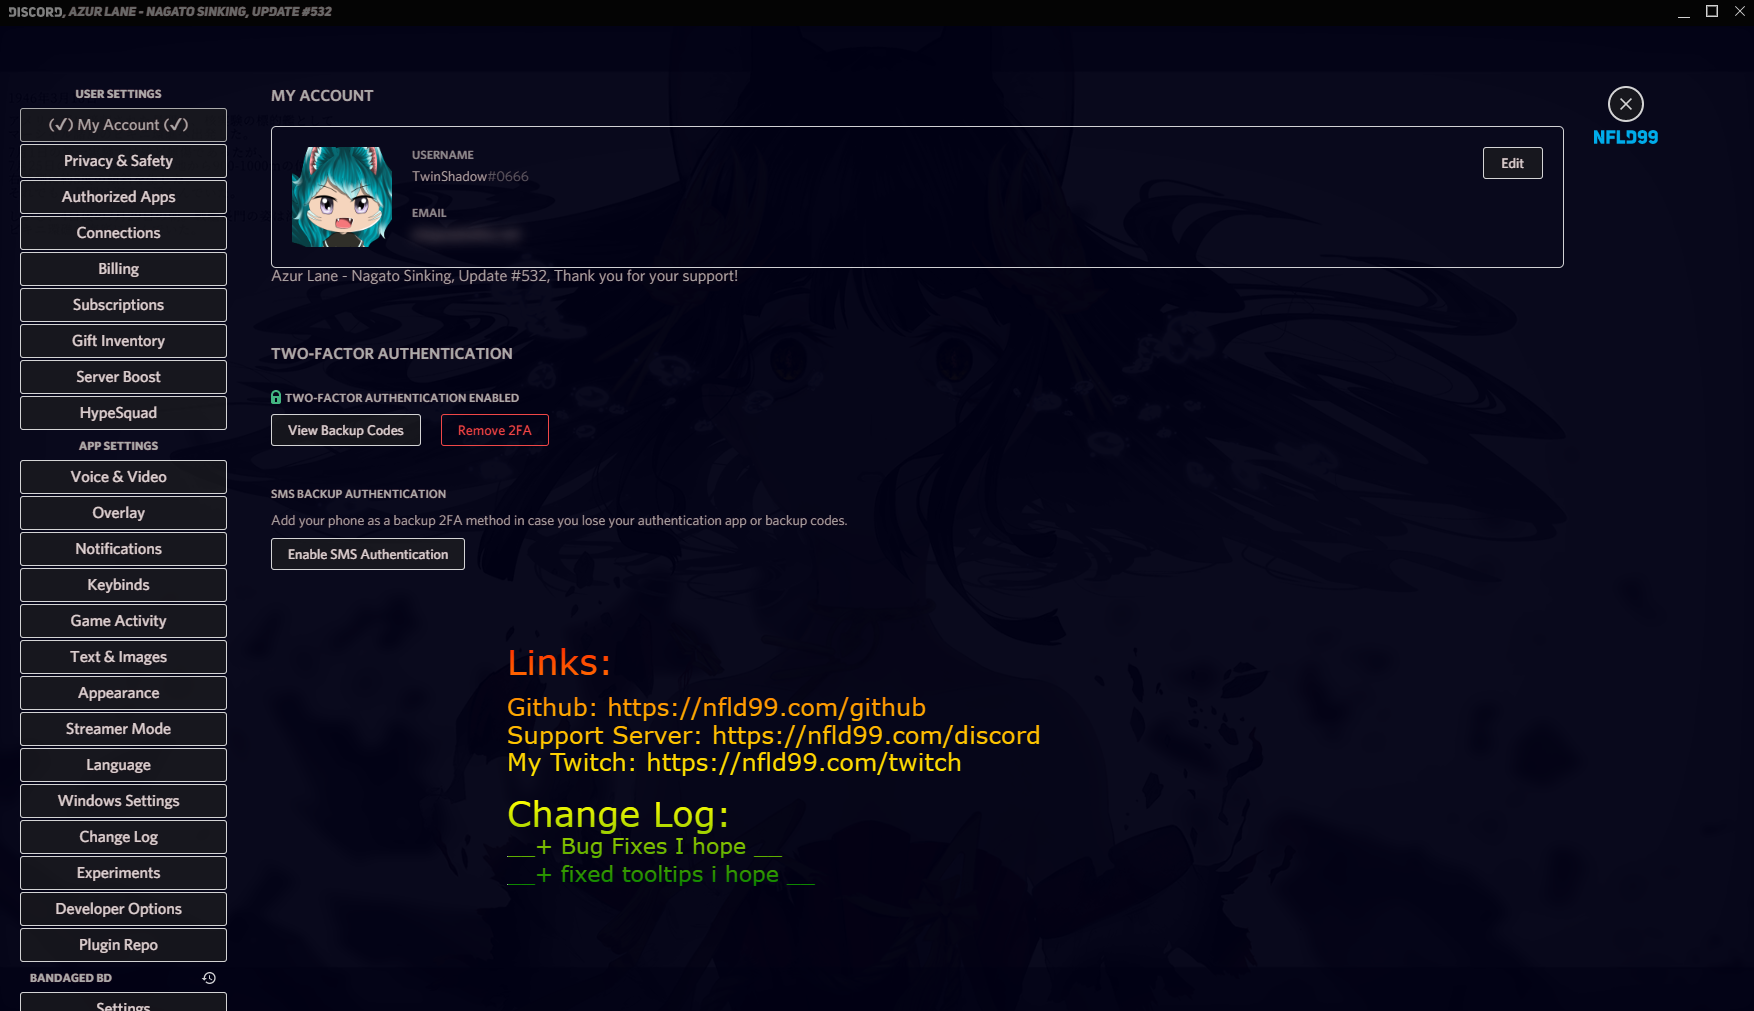 DISCORD, AZUR LANE - NAGATO SINKING, UPDATE #532
USER SETTINGS
(✓) My Account (✓)
Privacy & Safety
Authorized Apps
Connections
Billing
Subscriptions
Gift Inventory
Server Boost
HypeSquad
APP SETTINGS
Voice & Video
Overlay
Notifications
Keybinds
Game Activity
Text & Images
Appearance
Streamer Mode
Language
Windows Settings
Change Log
Experiments
Developer Options
Plugin Repo
BANDAGED BD
Settings
MY ACCOUNT
USERNAME
TwinShadow#0666
EMAIL
Edit
NFLD99
Azur Lane - Nagato Sinking, Update #532, Thank you for your support!
TWO-FACTOR AUTHENTICATION
TWO-FACTOR AUTHENTICATION ENABLED
View Backup Codes
Remove 2FA
SMS BACKUP AUTHENTICATION
Add your phone as a backup 2FA method in case you lose your authentication app or backup codes.
Enable SMS Authentication
Links:
Github: https://nfld99.com/github
Support Server: https://nfld99.com/discord
My Twitch: https://nfld99.com/twitch
Change Log:
__+ Bug Fixes I hope __
__+ fixed tooltips i hope __